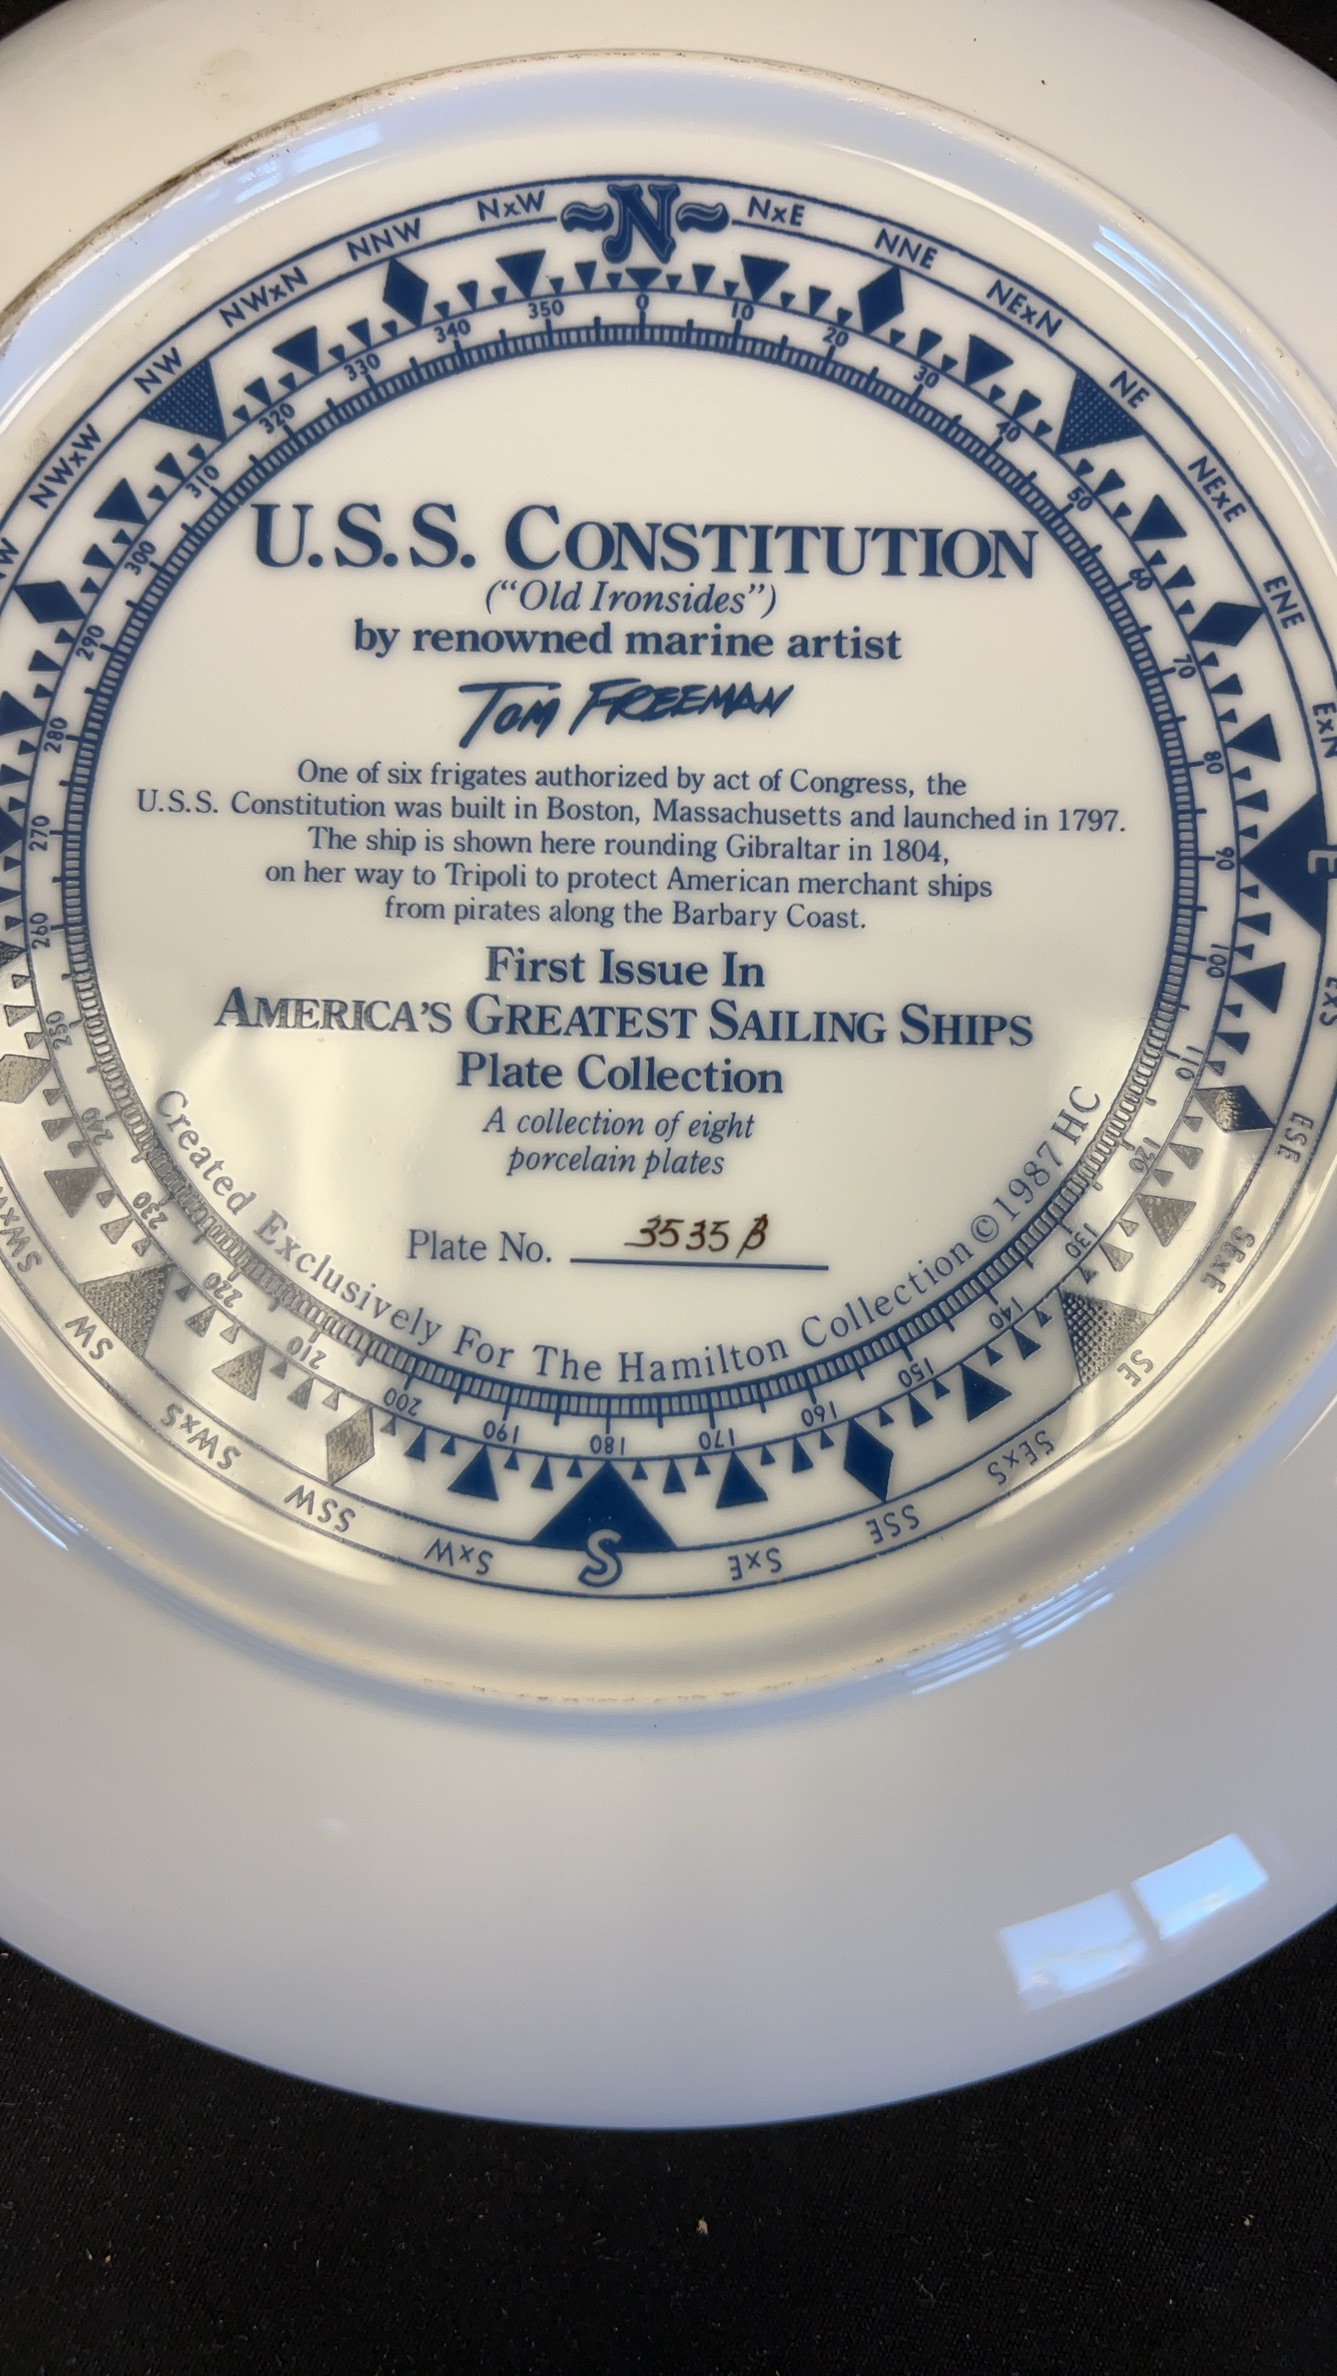 U.S.S. CONSTITUTION
("Old Ironsides")
by renowned marine artist
TOM FREEMAN
One of six frigates authorized by act of Congress, the
U.S.S. Constitution was built in Boston, Massachusetts and launched in 1797.
The ship is shown here rounding Gibraltar in 1804,
on her way to Tripoli to protect American merchant ships
from pirates along the Barbary Coast.
First Issue In
AMERICA'S GREATEST SAILING SHIPS
Plate Collection
A collection of eight
porcelain plates
Plate No. 3535 B
Created Exclusively For The Hamilton Collection © 1987 HC
N
NxE
NNE
NExN
NE
NExE
ENE
ExN
E
ExS
ESE
SExE
SE
SExS
SSE
SxE
S
SxW
SSW
SWxS
SW
SWxW
NWxW
NW
NWxN
NNW
NxW
0
10
20
30
40
50
60
70
80
90
100
110
120
130
140
150
160
170
180
190
200
210
220
230
240
250
260
270
280
290
300
310
320
330
340
350